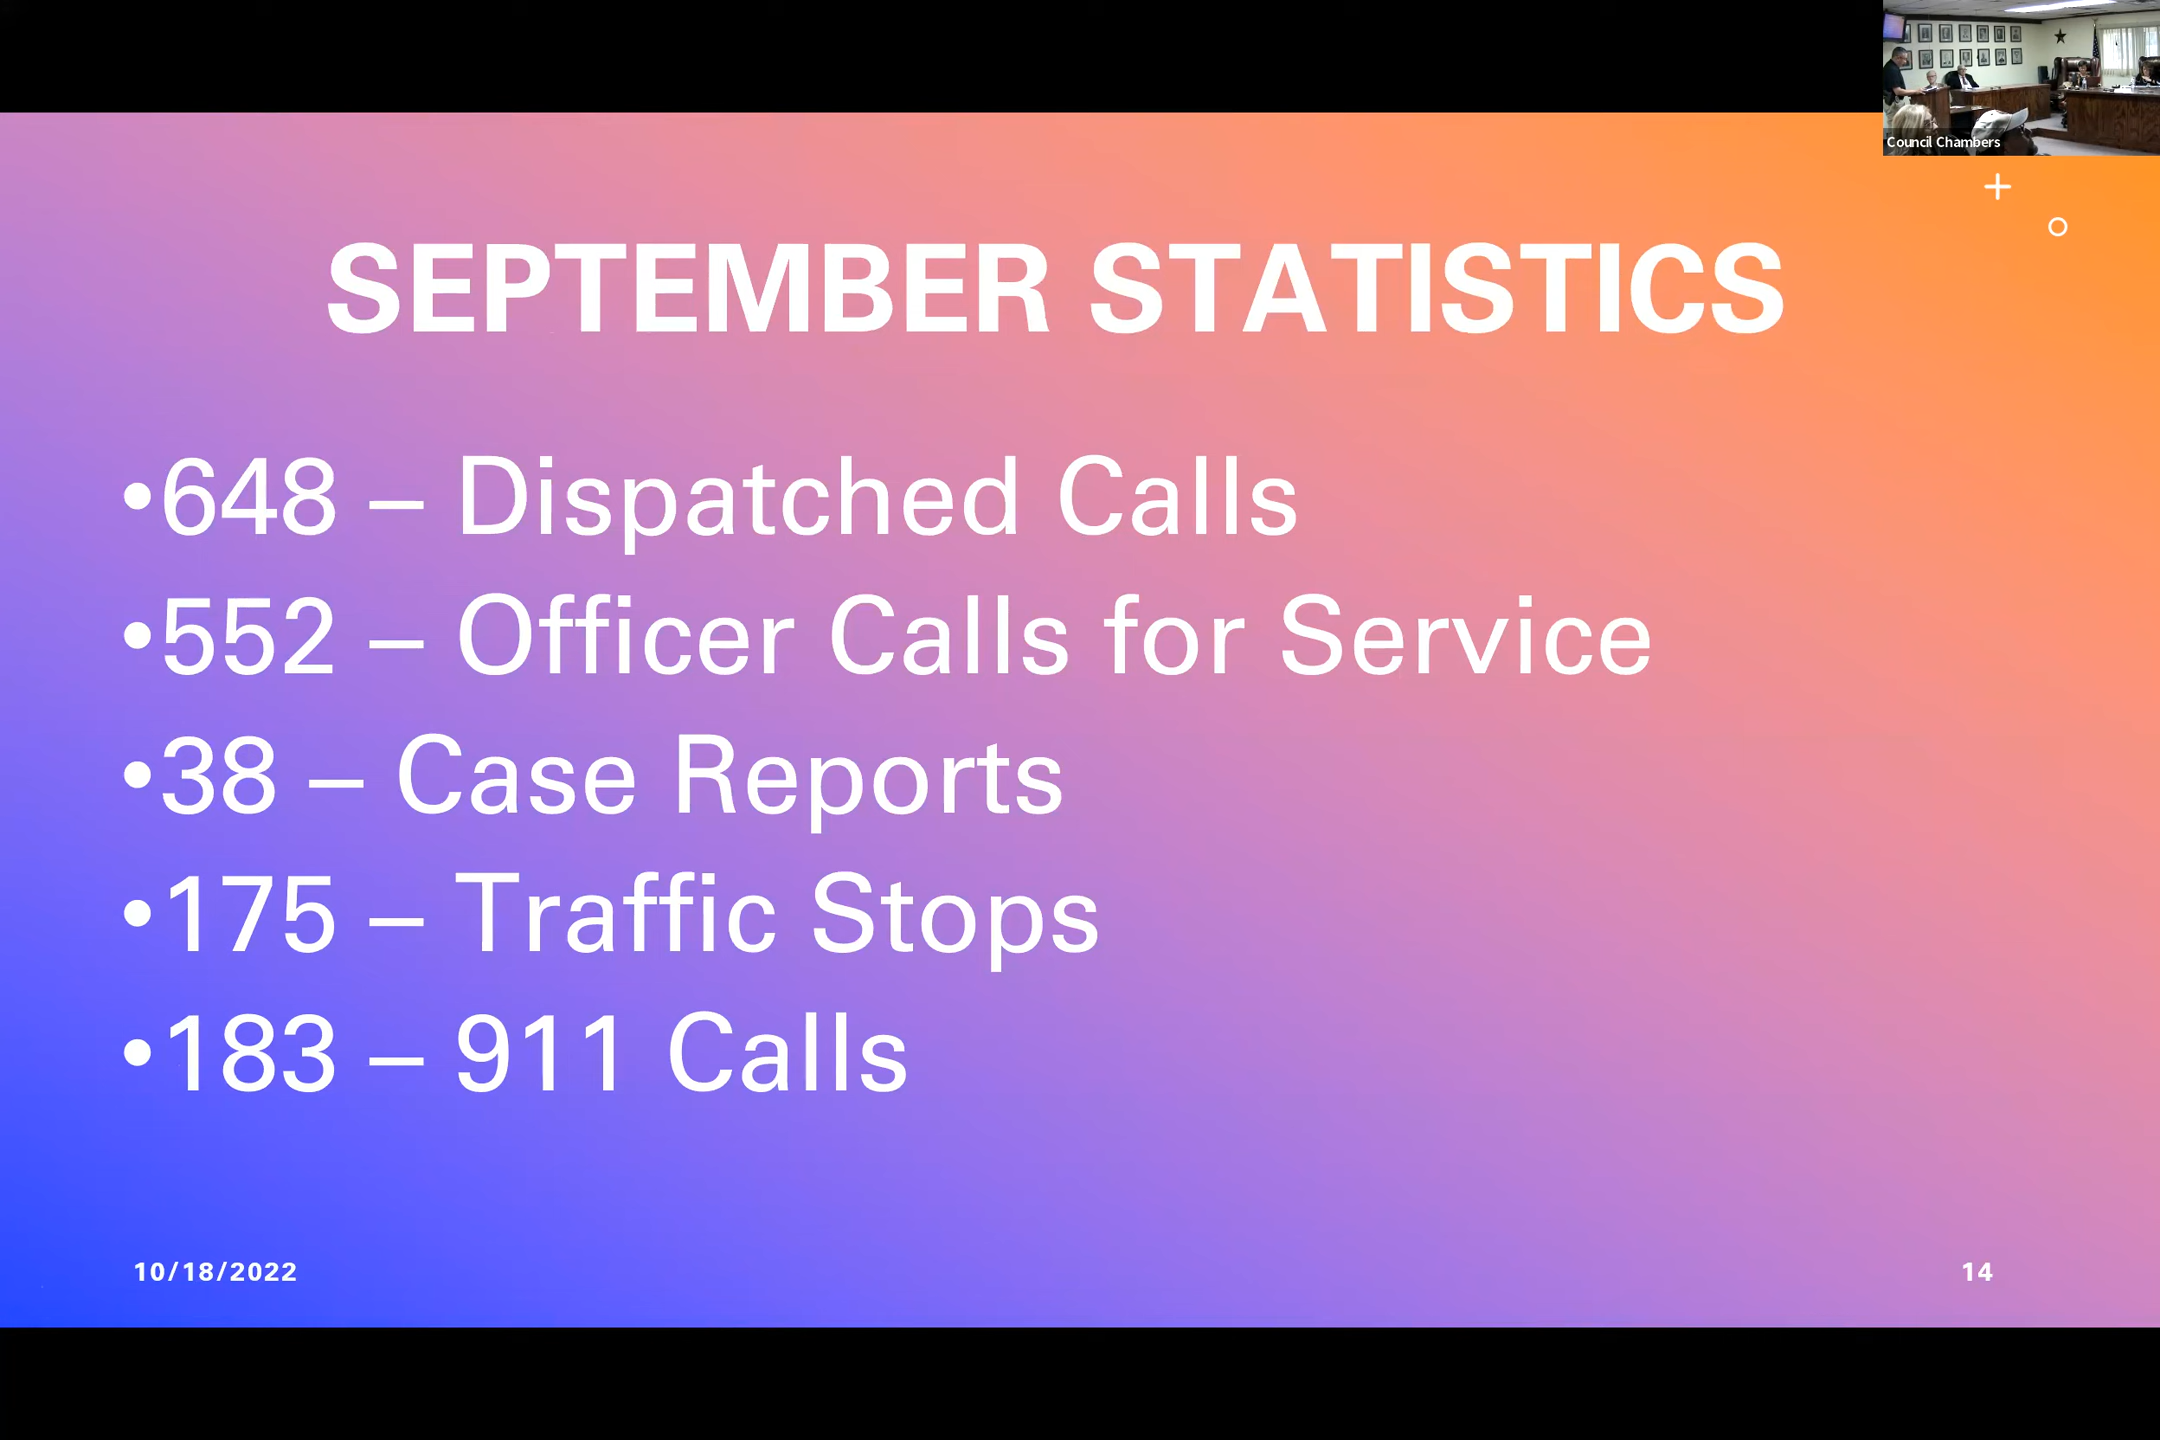 Council Chambers
SEPTEMBER STATISTICS
•648 – Dispatched Calls
•552 – Officer Calls for Service
•38 – Case Reports
•175 – Traffic Stops
•183 – 911 Calls
10/18/2022
14